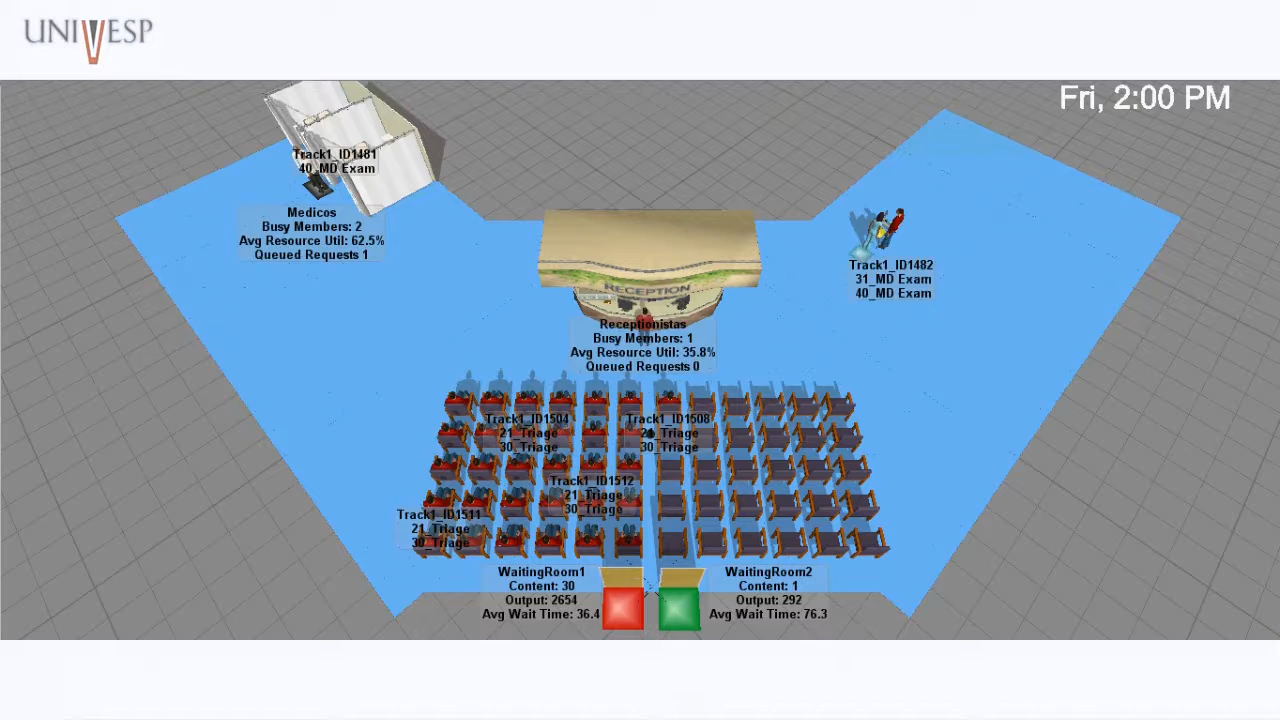 UNIVESP
Fri, 2:00 PM
Track1_ID1481
40_MD Exam
Medicos
Busy Members: 2
Avg Resource Util: 62.5%
Queued Requests 1
RECEPTION
Track1_ID1482
31_MD Exam
40_MD Exam
Receptionistas
Busy Members: 1
Avg Resource Util: 35.8%
Queued Requests 0
Track1_ID1504
21_Triage
30_Triage
Track1_ID1508
21_Triage
30_Triage
Track1_ID1512
21_Triage
30_Triage
Track1_ID1511
21_Triage
30_Triage
WaitingRoom1
Content: 30
Output: 2654
Avg Wait Time: 36.4
WaitingRoom2
Content: 1
Output: 292
Avg Wait Time: 76.3